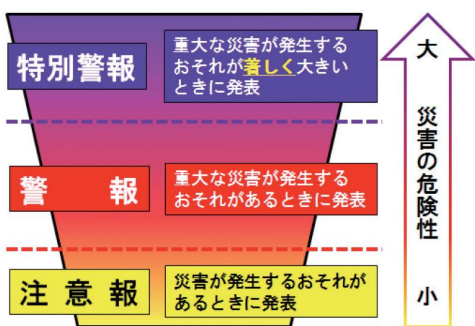 特別警報
重大な災害が発生する
おそれが著しく大きい
ときに発表
警報
重大な災害が発生する
おそれがあるときに発表
注意報
災害が発生するおそれが
あるときに発表
大
災害の危険性
小